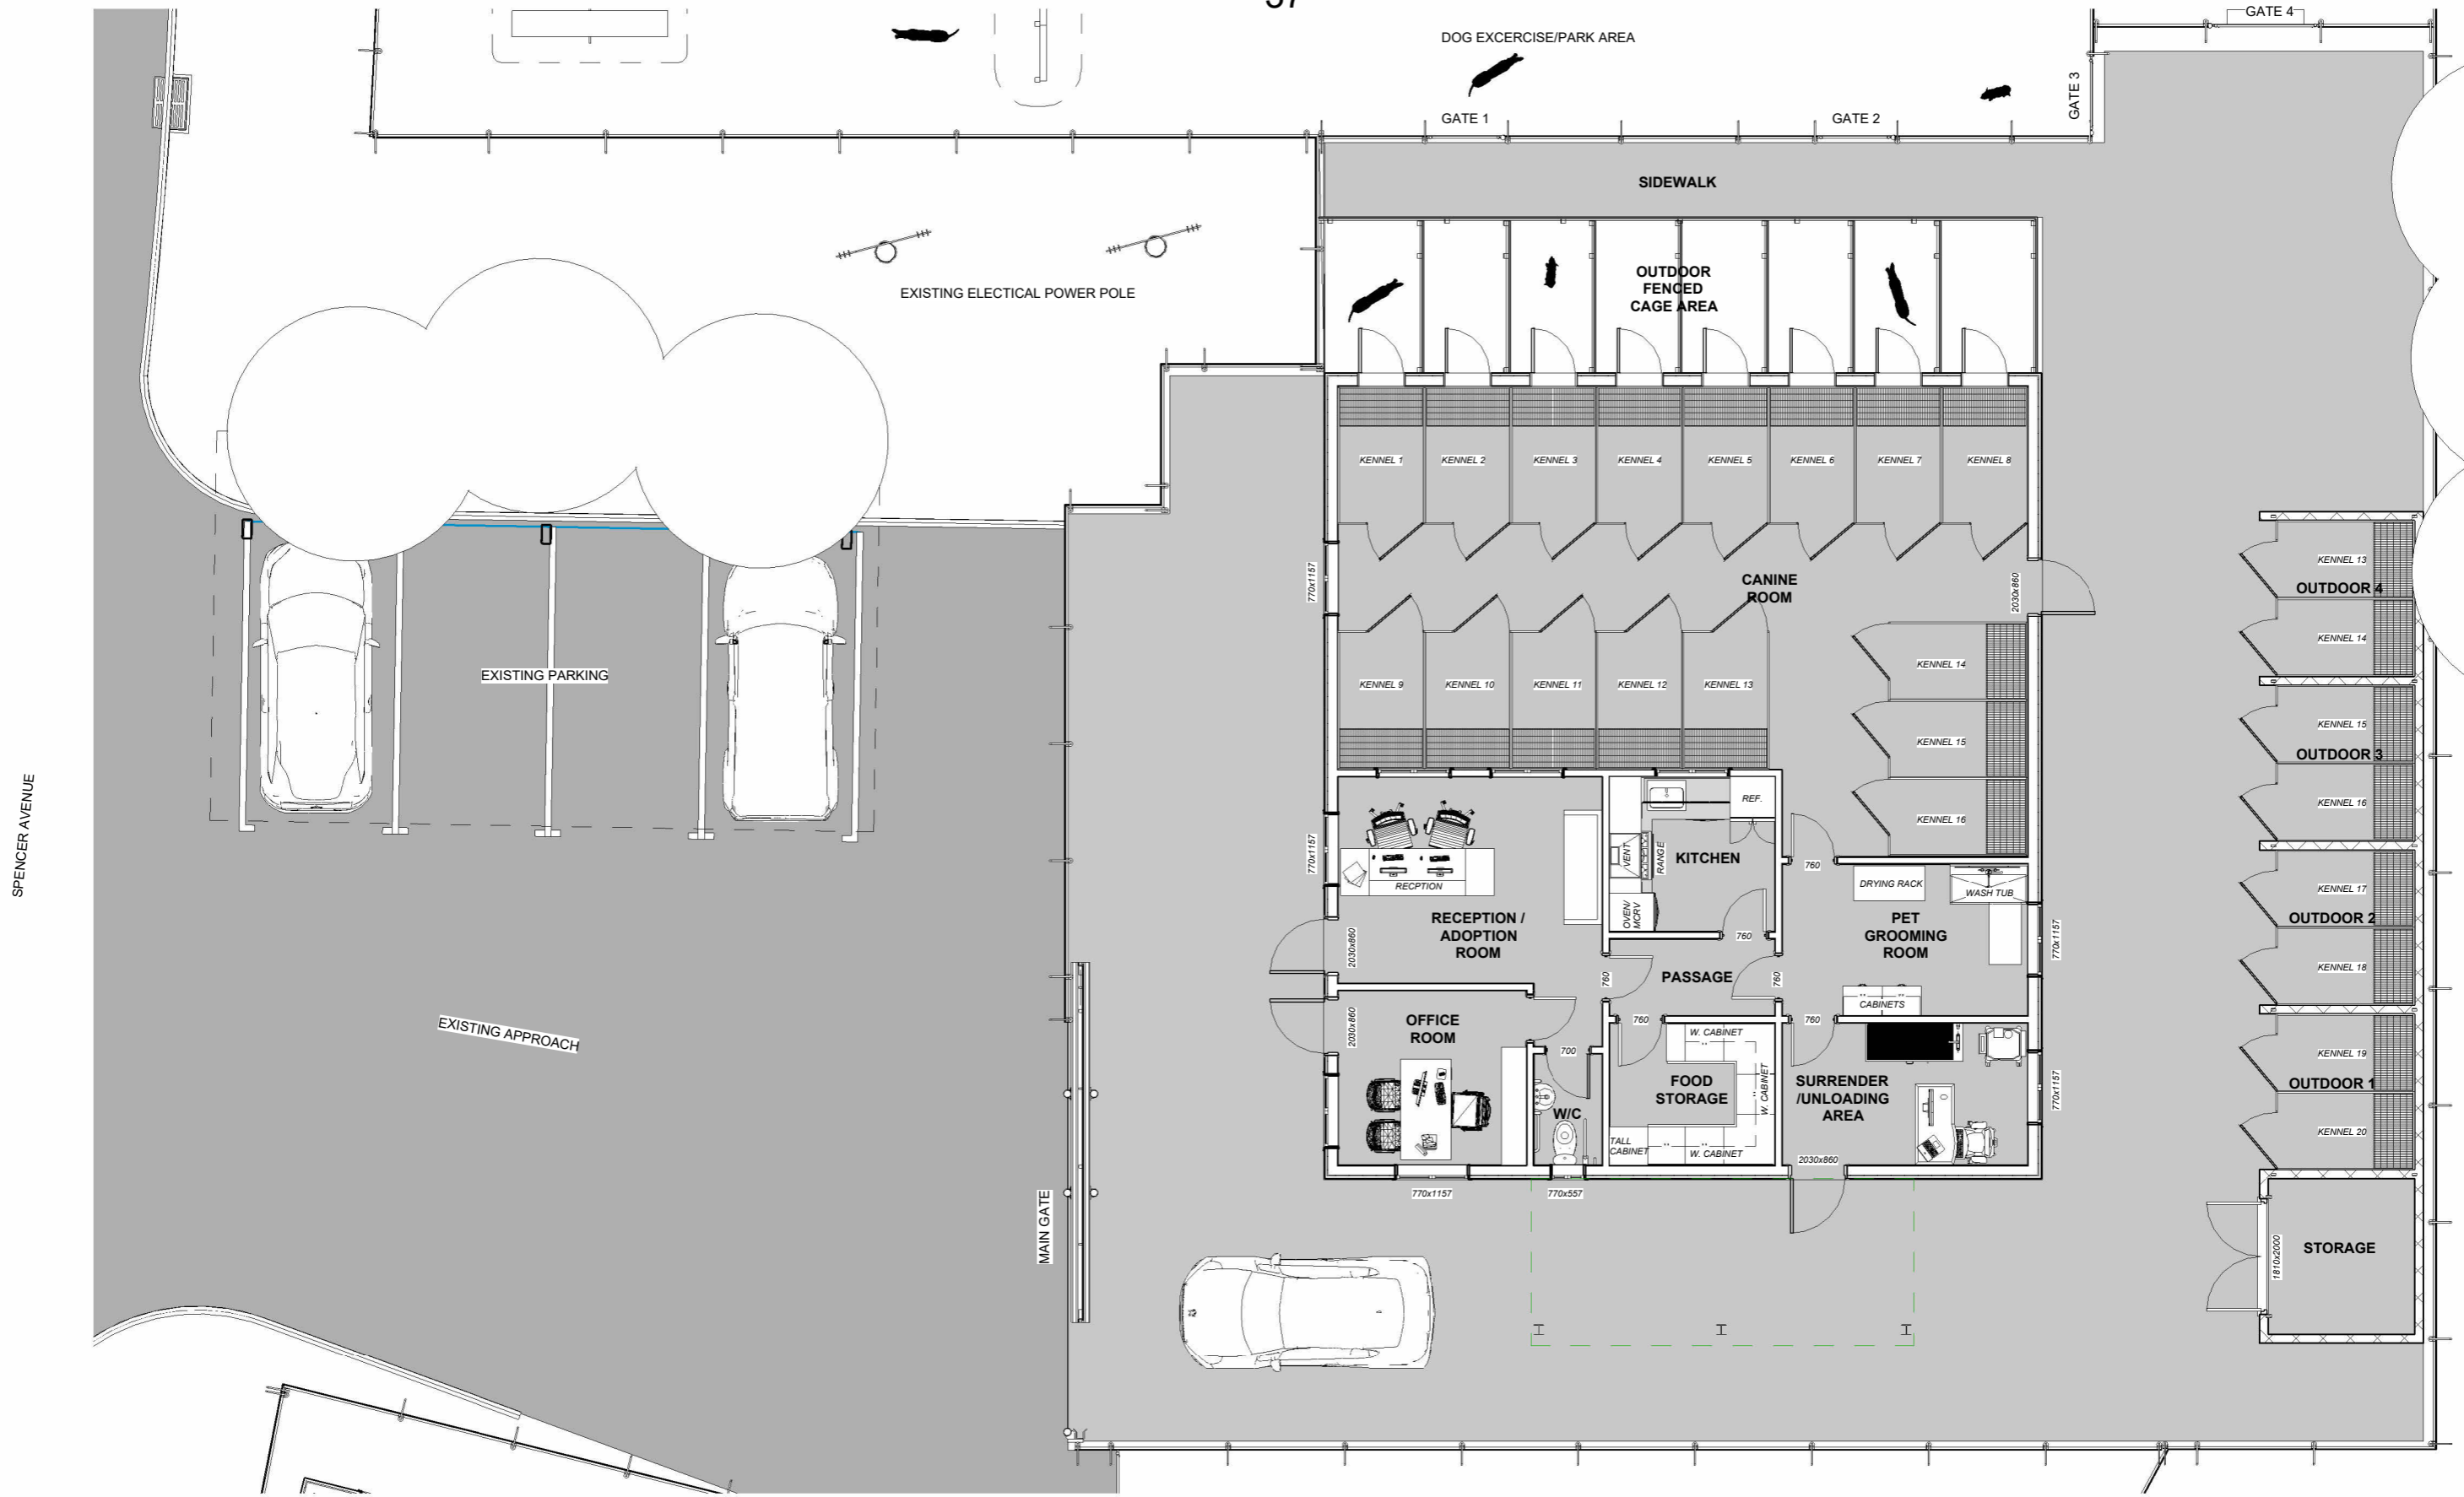 GATE 4
DOG EXCERCISE/PARK AREA
GATE 3
GATE 1
GATE 2
SIDEWALK
OUTDOOR
FENCED
CAGE AREA
EXISTING ELECTICAL POWER POLE
KENNEL 1
KENNEL 2
KENNEL 3
KENNEL 4
KENNEL 5
KENNEL 6
KENNEL 7
KENNEL 8
770x1157
CANINE
ROOM
2030x860
KENNEL 13
OUTDOOR 4
KENNEL 14
EXISTING PARKING
KENNEL 9
KENNEL 10
KENNEL 11
KENNEL 12
KENNEL 13
KENNEL 14
KENNEL 15
KENNEL 16
KENNEL 15
OUTDOOR 3
KENNEL 16
SPENCER AVENUE
770x1157
RECPTION
REF.
VENT
RANGE
KITCHEN
OVEN/
MCRV
760
760
DRYING RACK
WASH TUB
RECEPTION /
ADOPTION
ROOM
2030x860
PET
GROOMING
ROOM
770x1157
KENNEL 17
OUTDOOR 2
KENNEL 18
760
PASSAGE
760
CABINETS
EXISTING APPROACH
2030x860
OFFICE
ROOM
700
760
W. CABINET
760
FOOD
STORAGE
W. CABINET
SURRENDER
/UNLOADING
AREA
770x1157
KENNEL 19
OUTDOOR 1
KENNEL 20
W/C
TALL
CABINET
W. CABINET
2030x860
770x1157
770x557
MAIN GATE
1810x2000
STORAGE